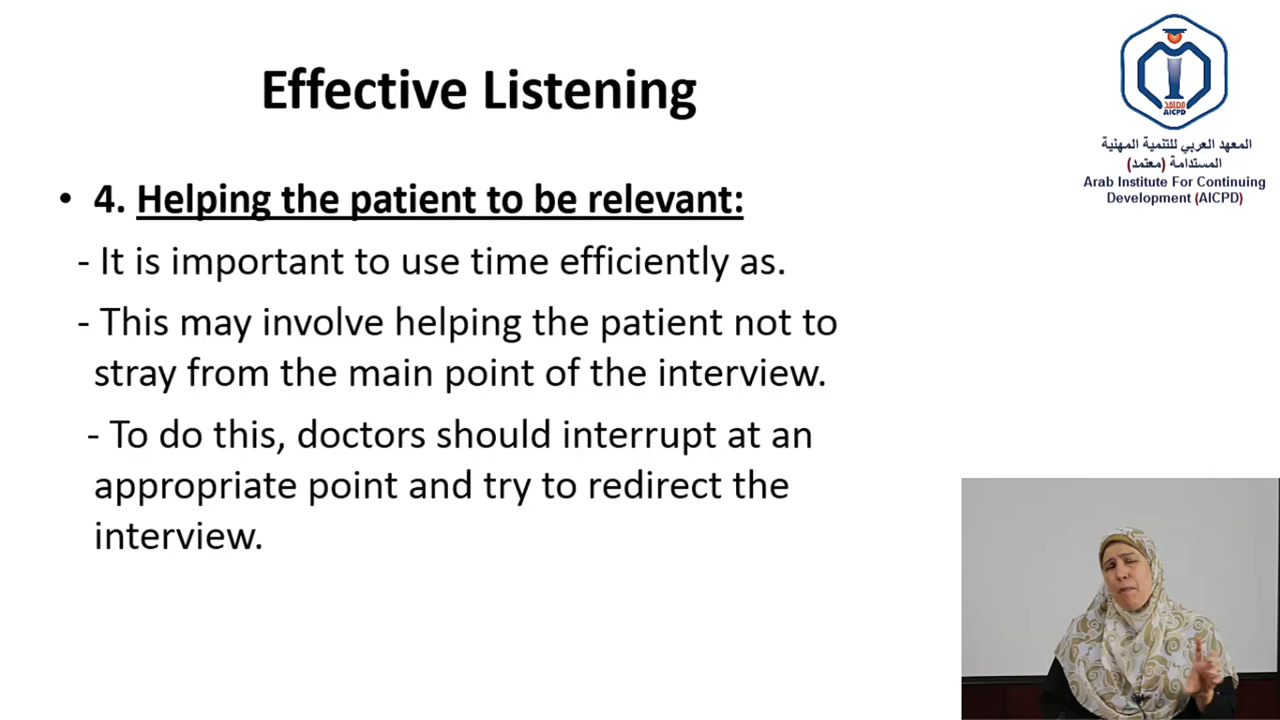 Effective Listening
• 4. Helping the patient to be relevant:
- It is important to use time efficiently as.
- This may involve helping the patient not to
stray from the main point of the interview.
- To do this, doctors should interrupt at an
appropriate point and try to redirect the
interview.
معتمد
AICPD
المعهد العربي للتنمية المهنية
المستدامة (معتمد)
Arab Institute For Continuing
Development (AICPD)